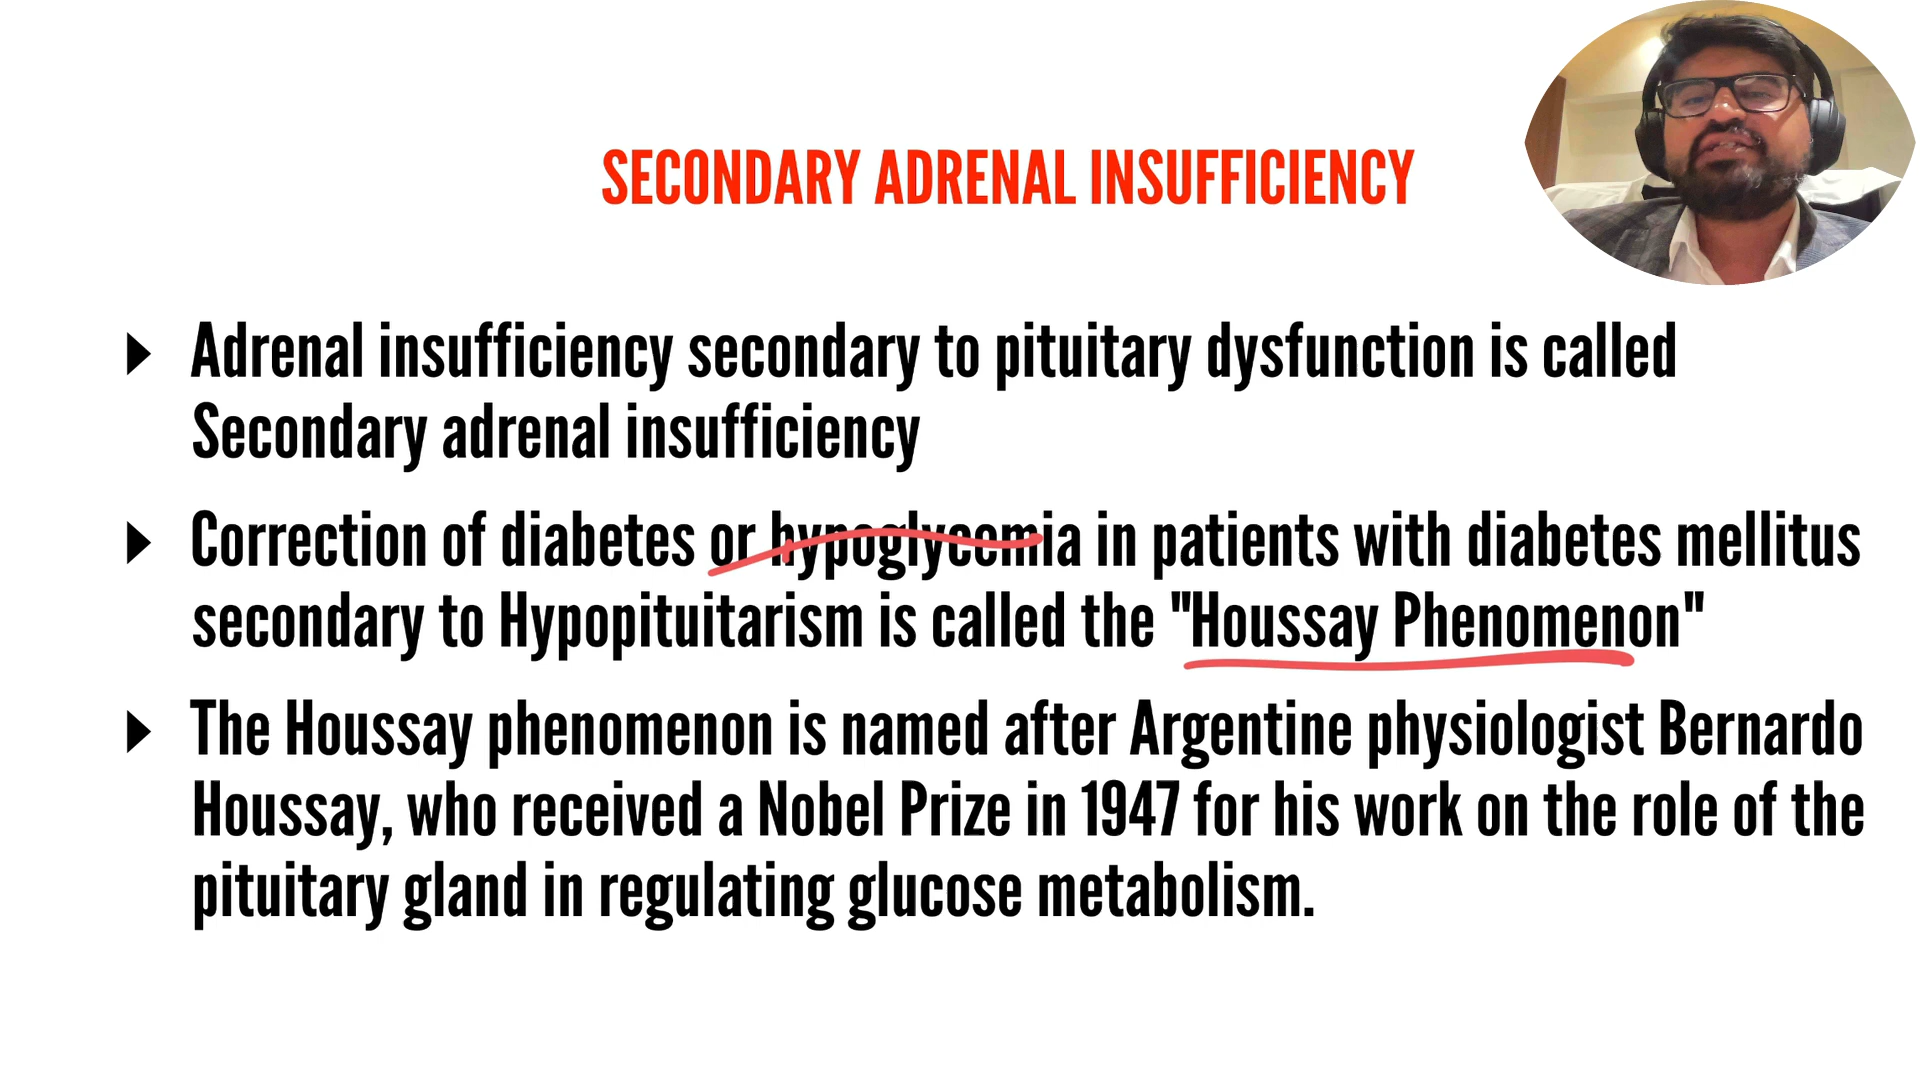 SECONDARY ADRENAL INSUFFICIENCY
Adrenal insufficiency secondary to pituitary dysfunction is called
Secondary adrenal insufficiency
Correction of diabetes or hypoglycemia in patients with diabetes mellitus
secondary to Hypopituitarism is called the "Houssay Phenomenon"
The Houssay phenomenon is named after Argentine physiologist Bernardo
Houssay, who received a Nobel Prize in 1947 for his work on the role of the
pituitary gland in regulating glucose metabolism.